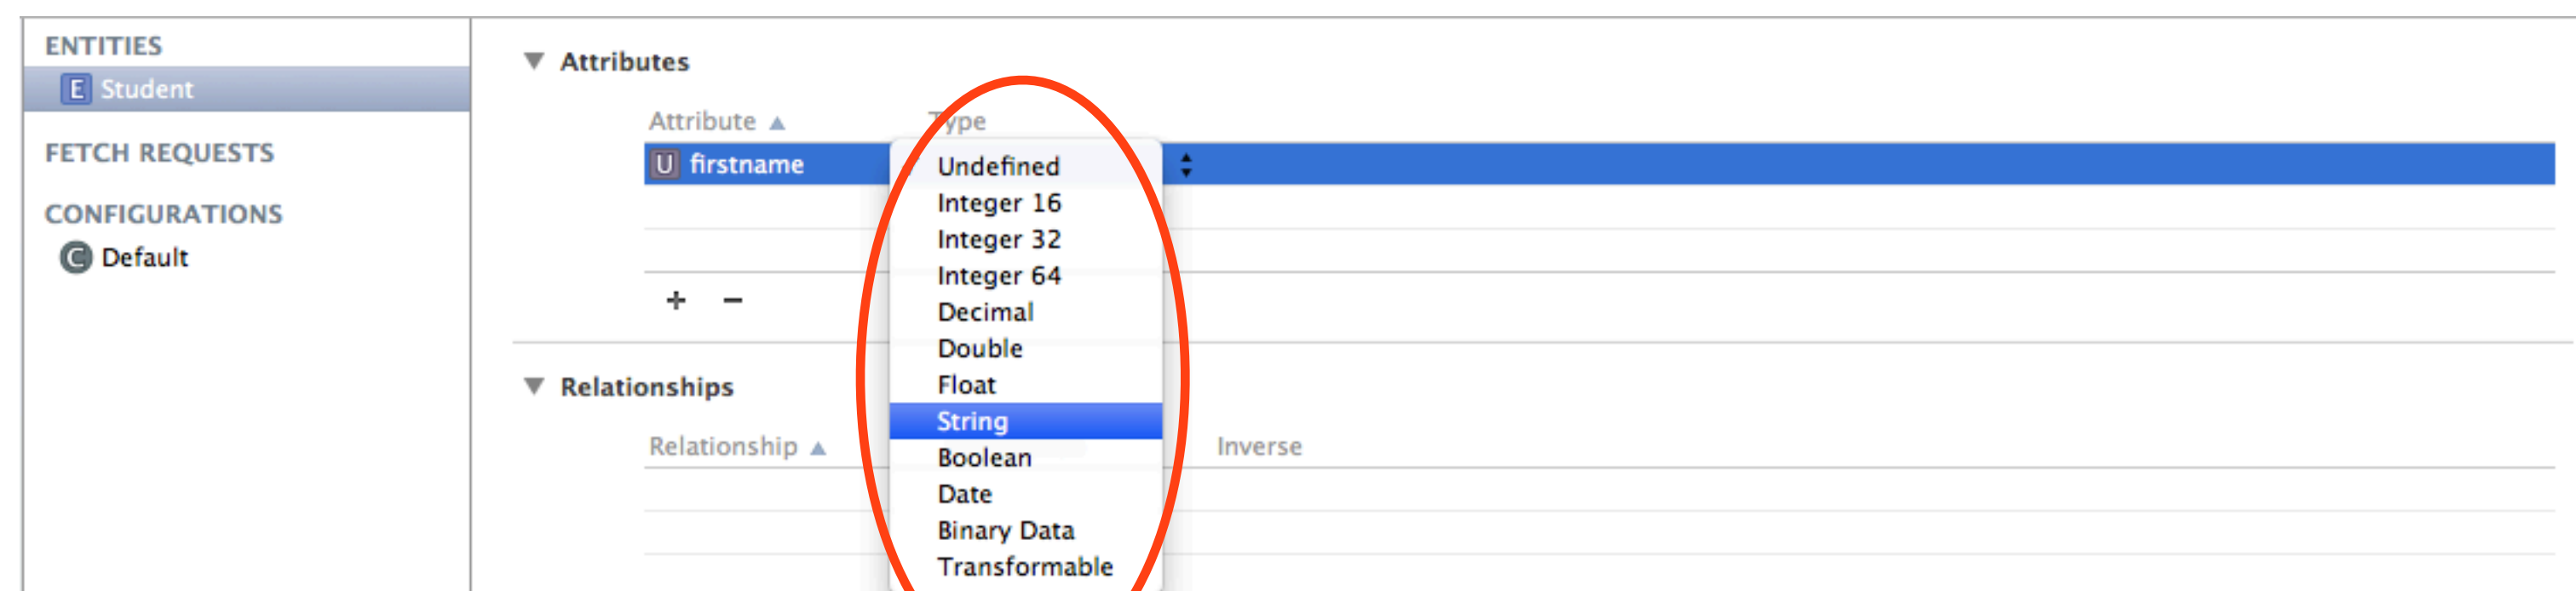 ENTITIES
E Student
FETCH REQUESTS
CONFIGURATIONS
C Default
Attributes
Attribute Type
U firstname
Undefined
Integer 16
Integer 32
Integer 64
Decimal
Double
Float
String
Boolean
Date
Binary Data
Transformable
+ −
Relationships
Relationship Inverse